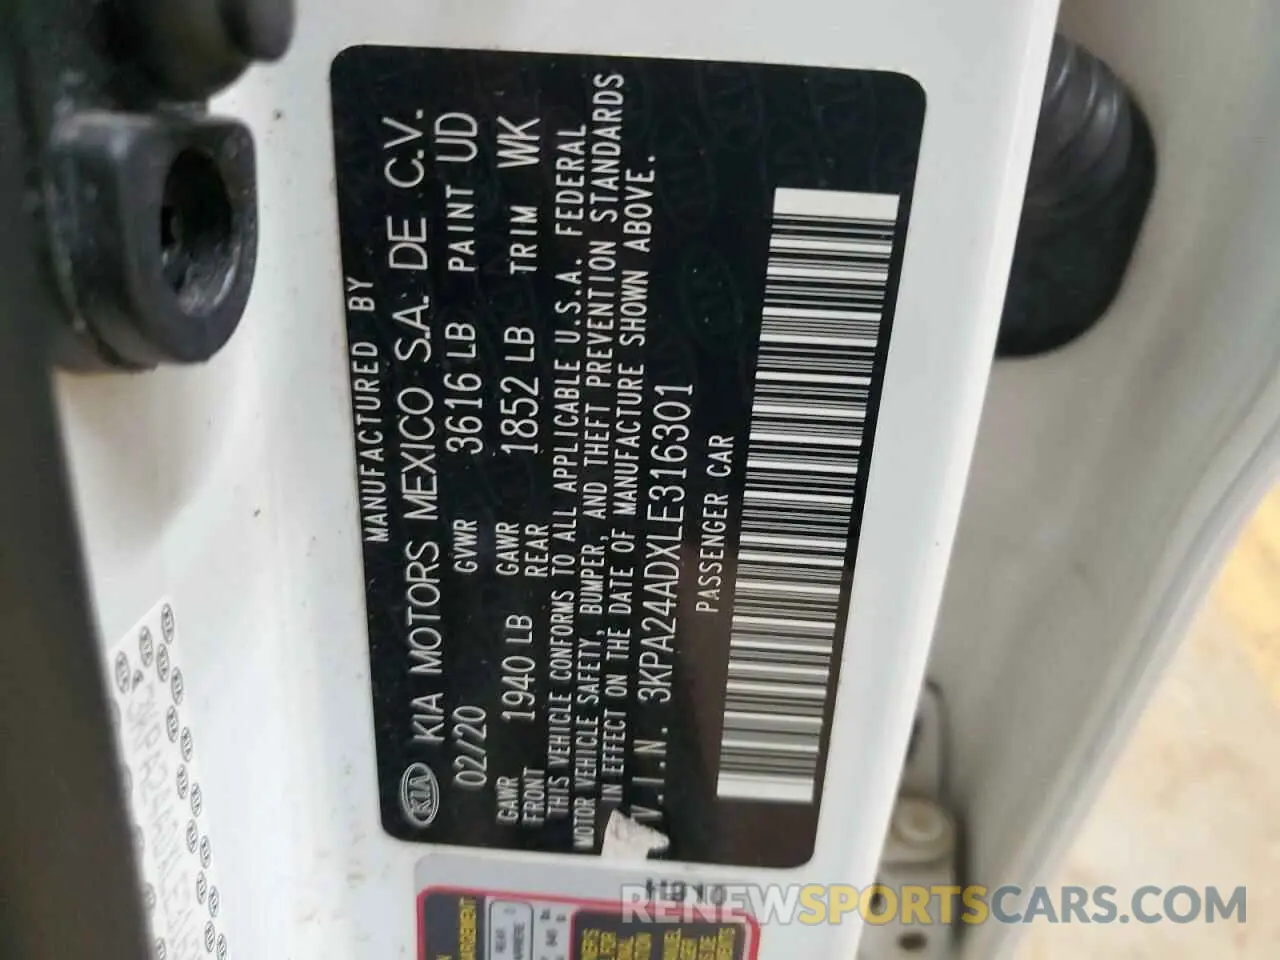 MANUFACTURED BY
KIA KIA MOTORS MEXICO S.A. DE C.V.
02/20 GVWR 3616 LB PAINT UD
GAWR FRONT 1940 LB GAWR REAR 1852 LB TRIM WK
THIS VEHICLE CONFORMS TO ALL APPLICABLE U.S.A. FEDERAL
MOTOR VEHICLE SAFETY, BUMPER, AND THEFT PREVENTION STANDARDS
IN EFFECT ON THE DATE OF MANUFACTURE SHOWN ABOVE.
V.I.N. 3KPA24ADXLE316301
PASSENGER CAR
RENEWSPORTSCARS.COM